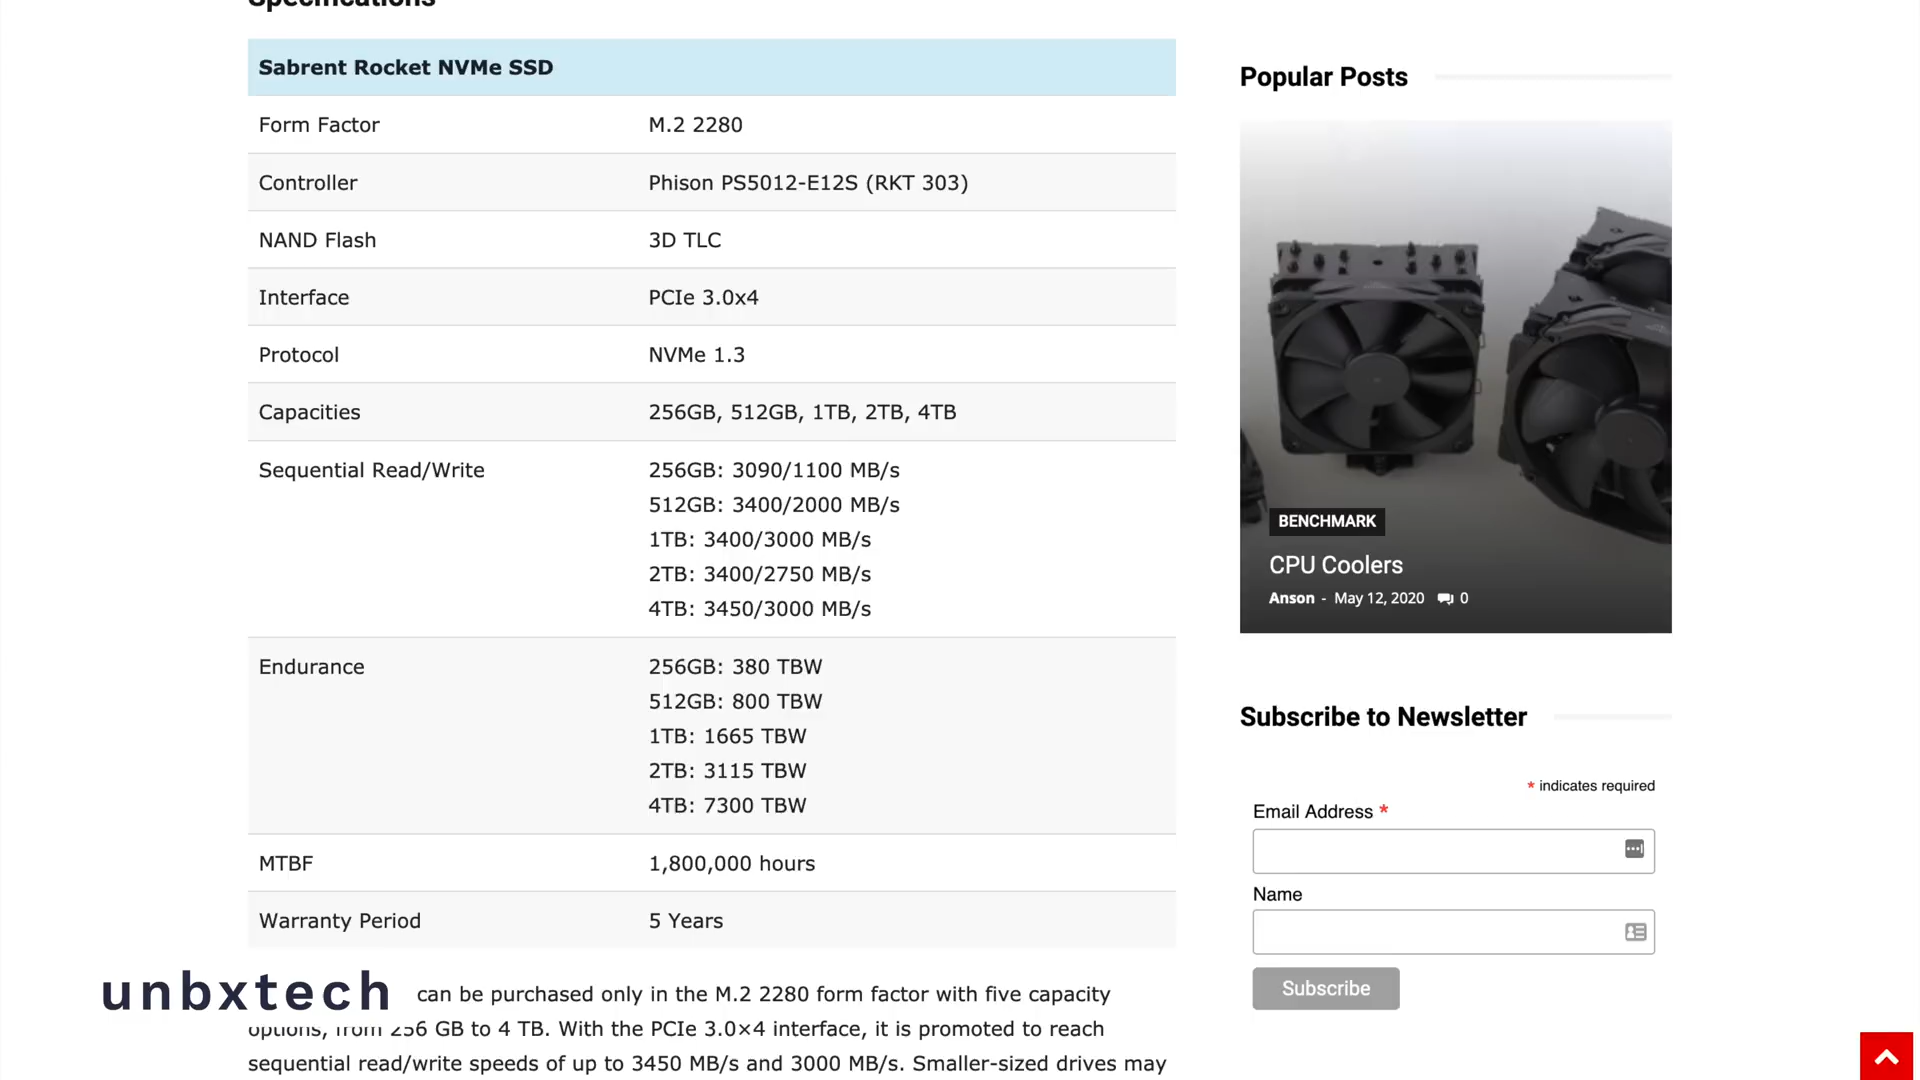 Specifications
Sabrent Rocket NVMe SSD
Form Factor M.2 2280
Controller Phison PS5012-E12S (RKT 303)
NAND Flash 3D TLC
Interface PCIe 3.0x4
Protocol NVMe 1.3
Capacities 256GB, 512GB, 1TB, 2TB, 4TB
Sequential Read/Write 256GB: 3090/1100 MB/s
512GB: 3400/2000 MB/s
1TB: 3400/3000 MB/s
2TB: 3400/2750 MB/s
4TB: 3450/3000 MB/s
Endurance 256GB: 380 TBW
512GB: 800 TBW
1TB: 1665 TBW
2TB: 3115 TBW
4TB: 7300 TBW
MTBF 1,800,000 hours
Warranty Period 5 Years
unbxtech
can be purchased only in the M.2 2280 form factor with five capacity
options, from 256 GB to 4 TB. With the PCIe 3.0×4 interface, it is promoted to reach
sequential read/write speeds of up to 3450 MB/s and 3000 MB/s. Smaller-sized drives may
Popular Posts
BENCHMARK
CPU Coolers
Anson - May 12, 2020 0
Subscribe to Newsletter
* indicates required
Email Address *
Name
Subscribe